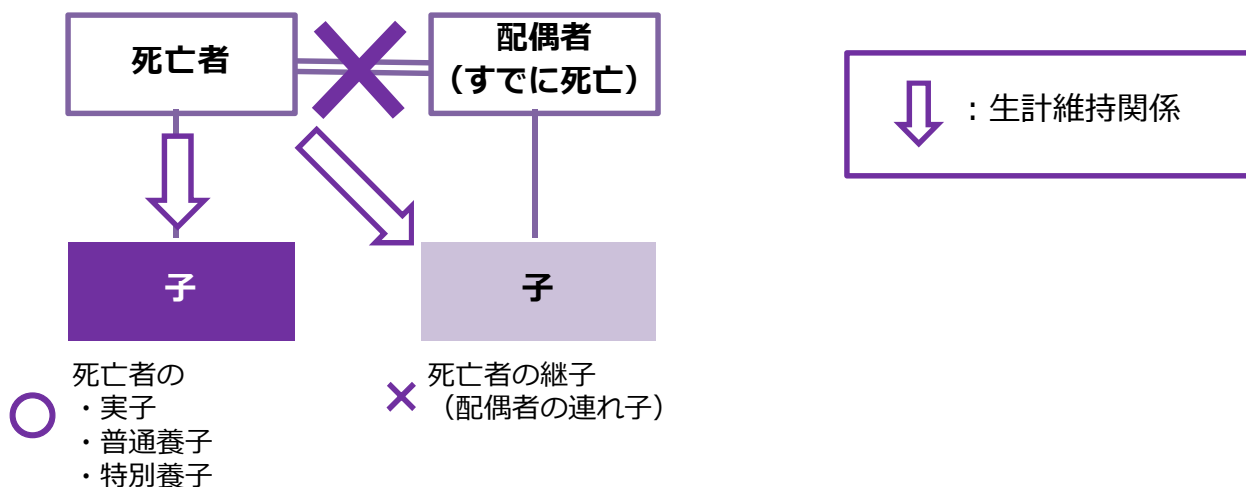 死亡者
配偶者
（すでに死亡）
：生計維持関係
子
子
死亡者の
・実子
・普通養子
・特別養子
死亡者の継子
（配偶者の連れ子）